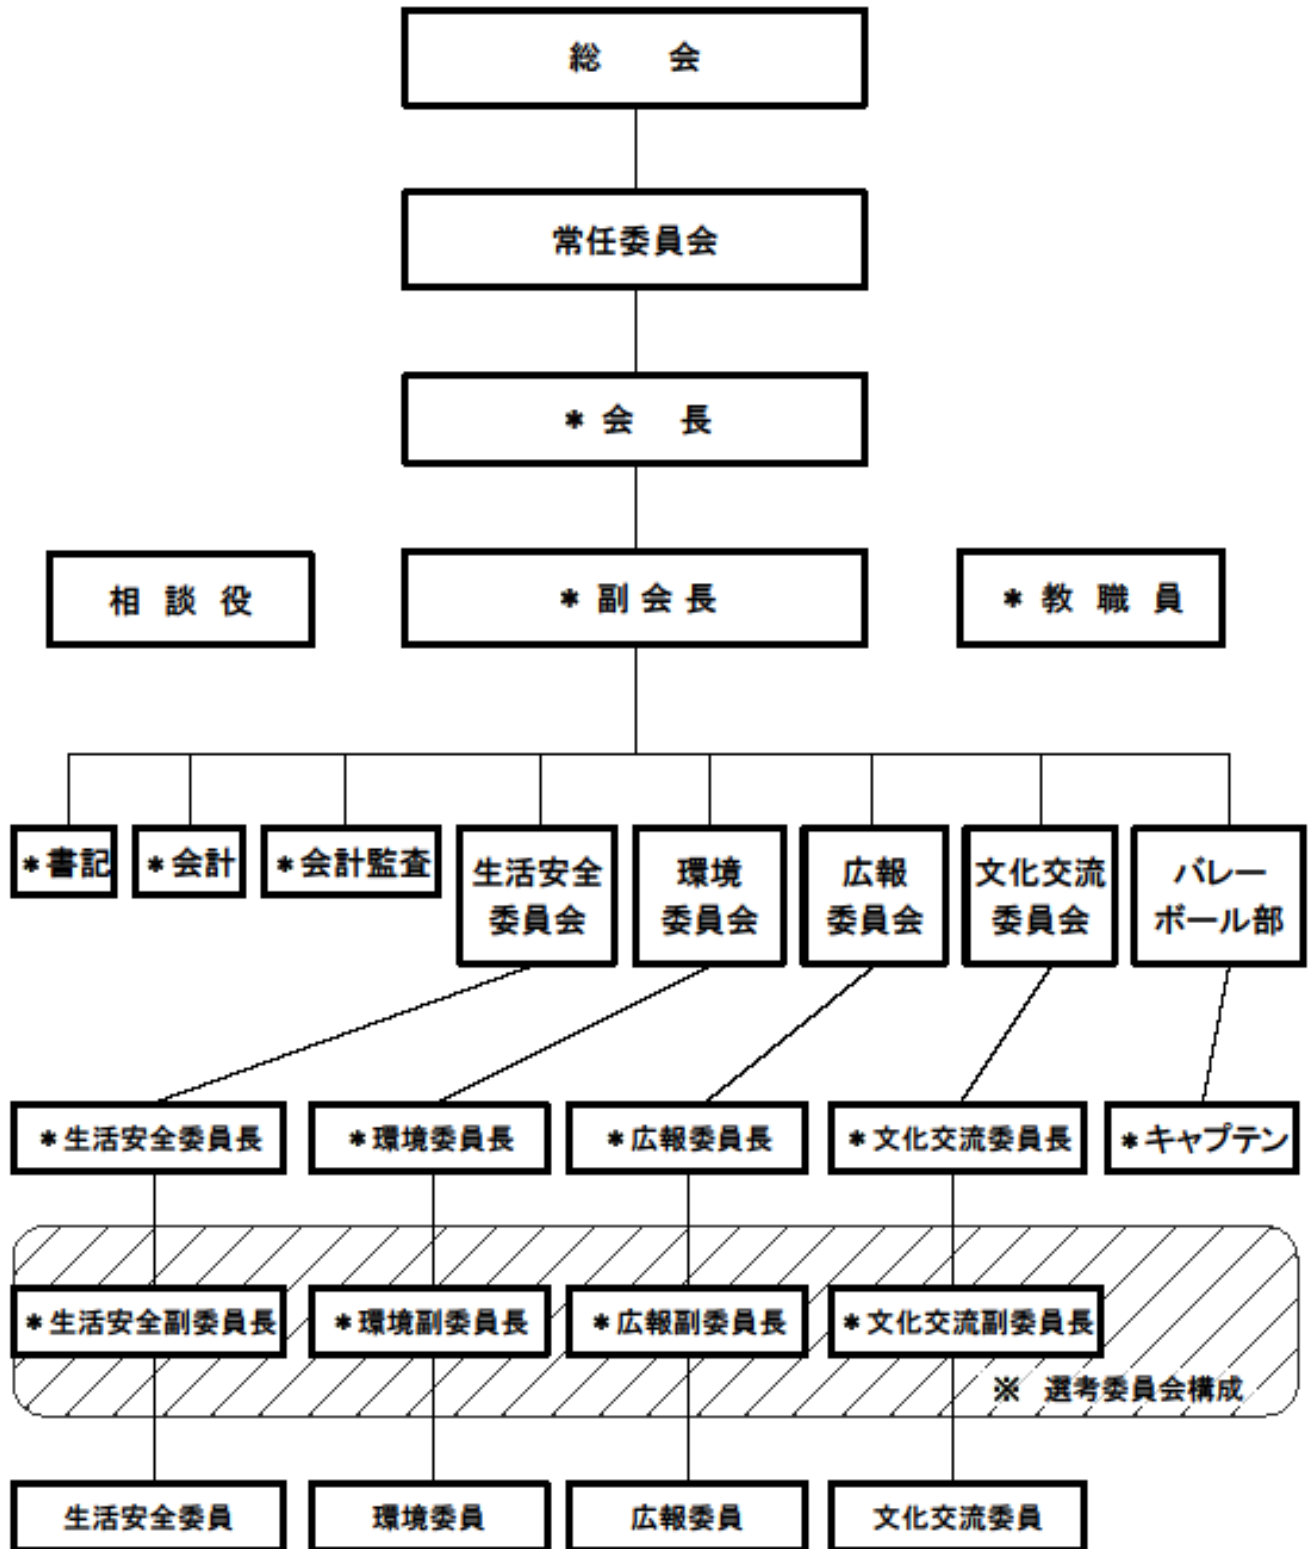 総　会
常任委員会
＊会　長
相 談 役
＊副 会 長
＊教 職 員
＊書記
＊会計
＊会計監査
生活安全
委員会
環境
委員会
広報
委員会
文化交流
委員会
バレー
ボール部
＊生活安全委員長
＊環境委員長
＊広報委員長
＊文化交流委員長
＊キャプテン
＊生活安全副委員長
＊環境副委員長
＊広報副委員長
＊文化交流副委員長
※　選考委員会構成
生活安全委員
環境委員
広報委員
文化交流委員